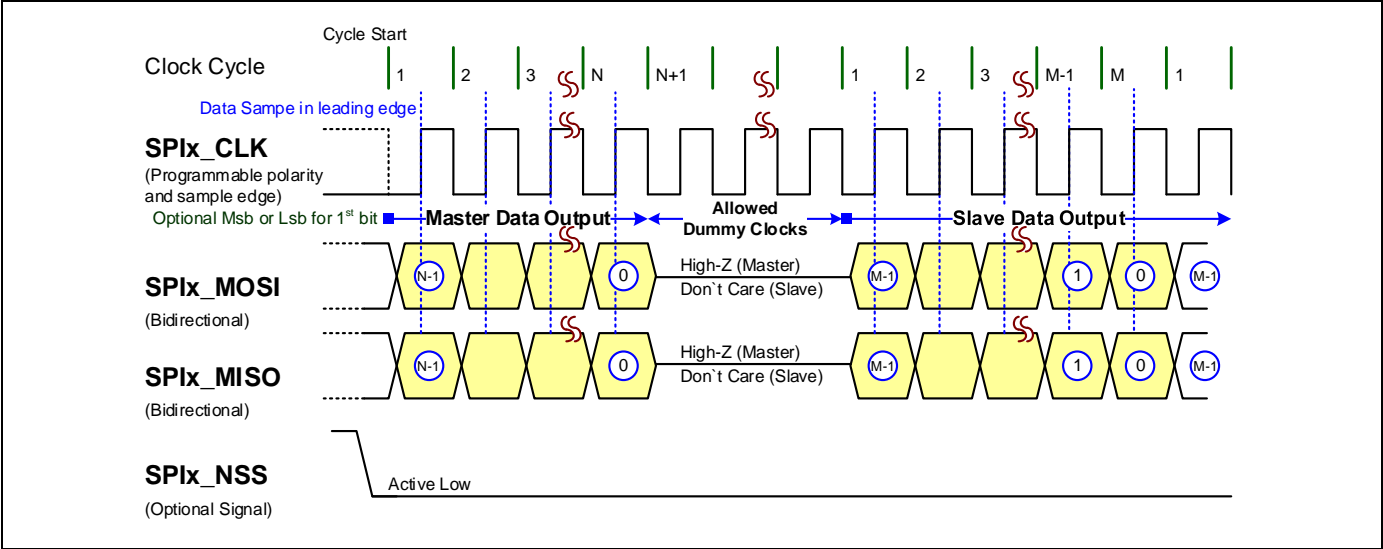 Cycle Start
Clock Cycle
1 2 3 N N+1 1 2 3 M-1 M 1
Data Sampe in leading edge
SPIx_CLK
(Programmable polarity
and sample edge)
Optional Msb or Lsb for 1st bit
Master Data Output
Allowed
Dummy Clocks
Slave Data Output
SPIx_MOSI
(Bidirectional)
N-1 0 High-Z (Master) M-1 1 0 M-1
Don`t Care (Slave)
SPIx_MISO
(Bidirectional)
N-1 0 High-Z (Master) M-1 1 0 M-1
Don`t Care (Slave)
SPIx_NSS
(Optional Signal)
Active Low